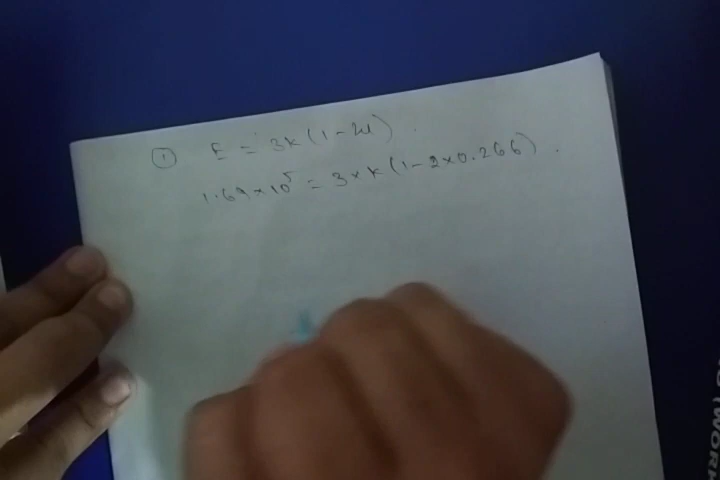 ① E = 3K(1-2μ).
1.69×10⁵ = 3×K(1-2×0.266).